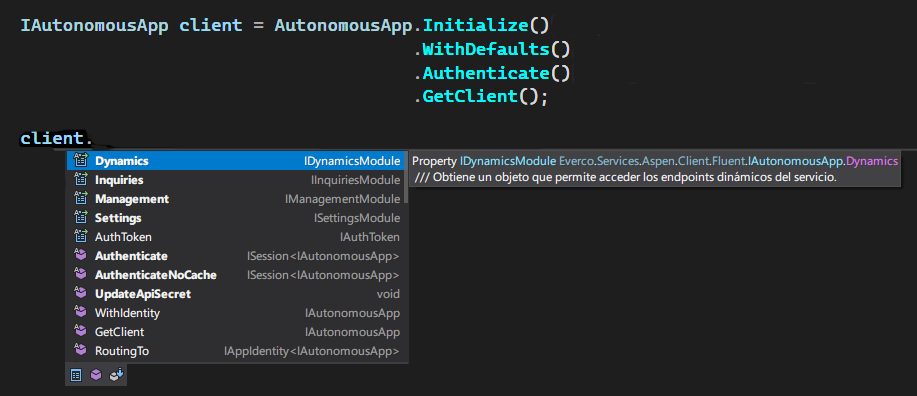 IAutonomousApp client = AutonomousApp.Initialize()
.WithDefaults()
.Authenticate()
.GetClient();
client.
Dynamics IDynamicsModule
Property IDynamicsModule Everco.Services.Aspen.Client.Fluent.IAutonomousApp.Dynamics
/// Obtiene un objeto que permite acceder los endpoints dinámicos del servicio.
Inquiries IInquiriesModule
Management IManagementModule
Settings ISettingsModule
AuthToken IAuthToken
Authenticate ISession<IAutonomousApp>
AuthenticateNoCache ISession<IAutonomousApp>
UpdateApiSecret void
WithIdentity IAutonomousApp
GetClient IAutonomousApp
RoutingTo IAppIdentity<IAutonomousApp>